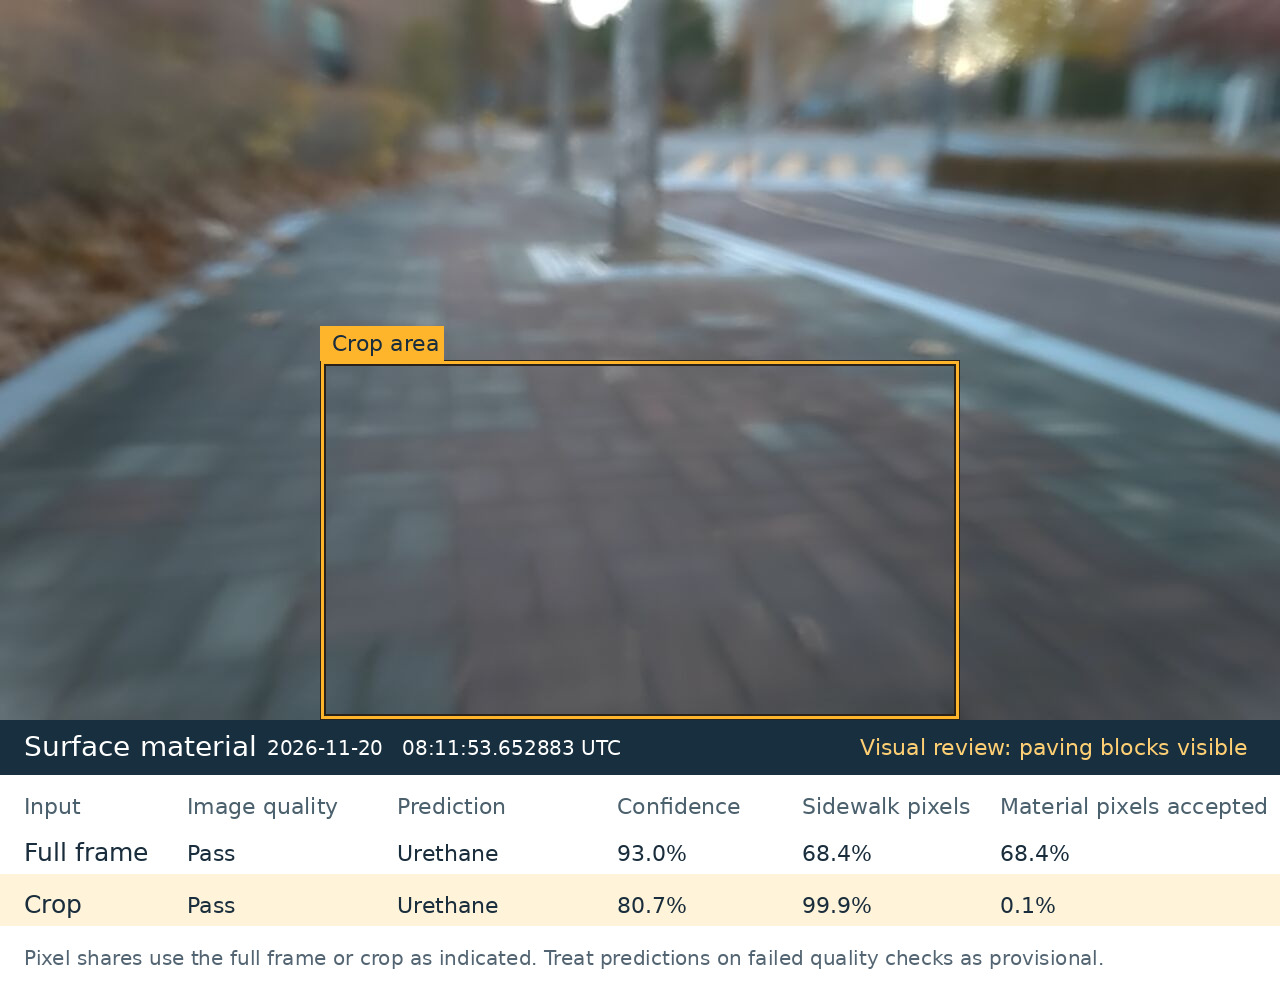 Crop area
Surface material 2026-11-20 08:11:53.652883 UTC Visual review: paving blocks visible
Input Image quality Prediction Confidence Sidewalk pixels Material pixels accepted
Full frame Pass Urethane 93.0% 68.4% 68.4%
Crop Pass Urethane 80.7% 99.9% 0.1%
Pixel shares use the full frame or crop as indicated. Treat predictions on failed quality checks as provisional.